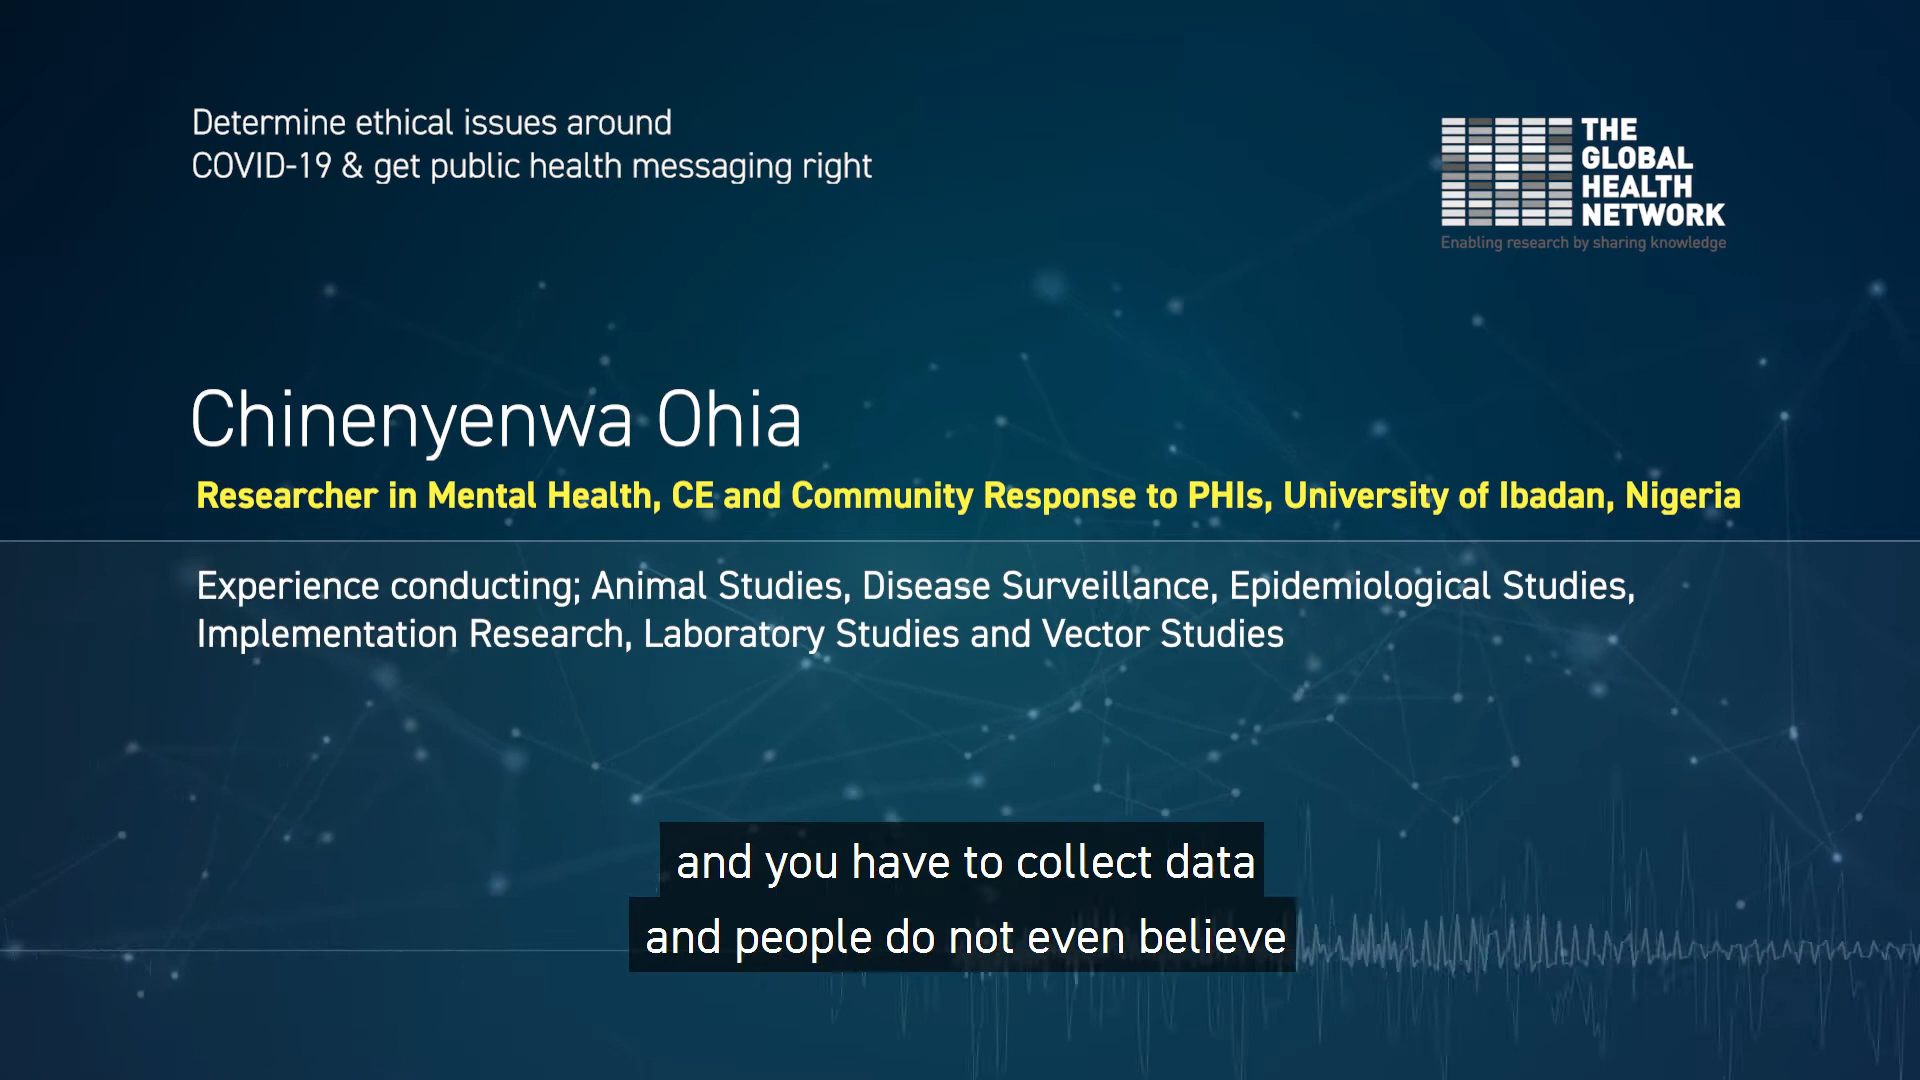 Determine ethical issues around
COVID-19 & get public health messaging right
THE
GLOBAL
HEALTH
NETWORK
Enabling research by sharing knowledge
Chinenyenwa Ohia
Researcher in Mental Health, CE and Community Response to PHIs, University of Ibadan, Nigeria
Experience conducting; Animal Studies, Disease Surveillance, Epidemiological Studies,
Implementation Research, Laboratory Studies and Vector Studies
and you have to collect data
and people do not even believe